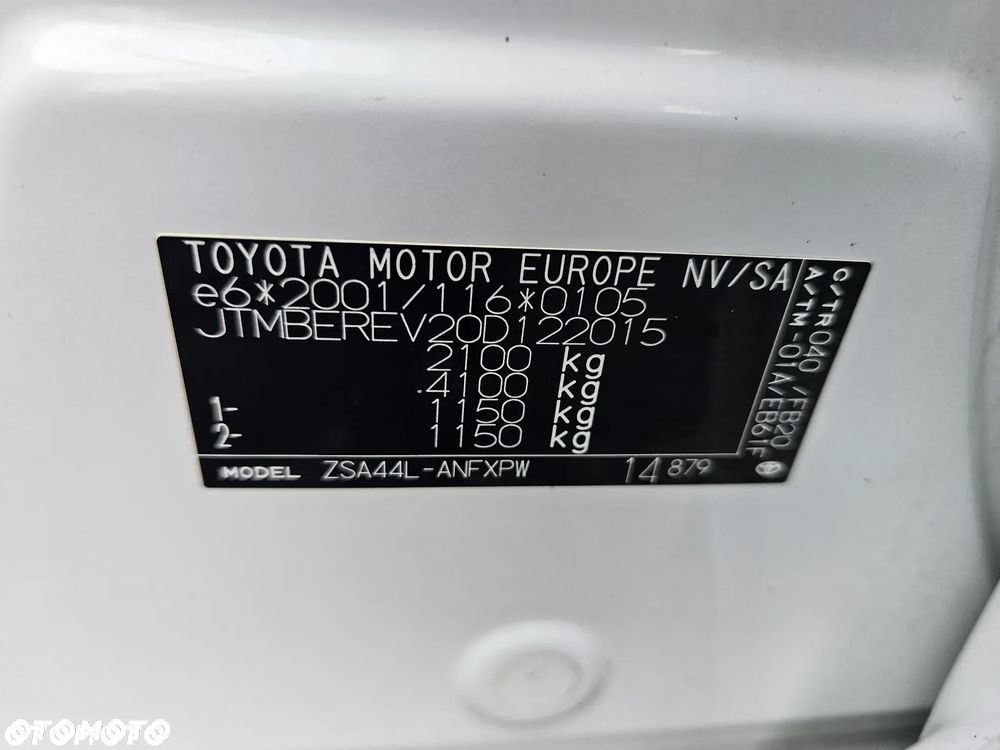 TOYOTA MOTOR EUROPE NV/SA
e6*2001/116*0105
JTMBEREV20D122015
2100 kg
4100 kg
1- 1150 kg
2- 1150 kg
MODEL ZSA44L-ANFXPW 14 879
C/TR040 /FB20
A/TM-01A/EB61F
OTOMOTO